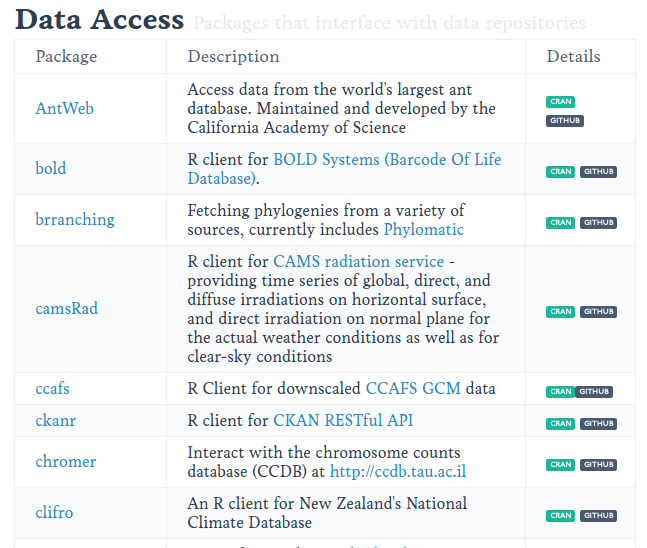 Data Access Packages that interface with data repositories
Package Description Details
AntWeb
Access data from the world's largest ant
database. Maintained and developed by the
California Academy of Science
CRAN
GITHUB
bold
R client for BOLD Systems (Barcode Of Life
Database).
CRAN GITHUB
brranching
Fetching phylogenies from a variety of
sources, currently includes Phylomatic
CRAN GITHUB
camsRad
R client for CAMS radiation service -
providing time series of global, direct, and
diffuse irradiations on horizontal surface,
and direct irradiation on normal plane for
the actual weather conditions as well as for
clear-sky conditions
CRAN GITHUB
ccafs
R Client for downscaled CCAFS GCM data
CRAN GITHUB
ckanr
R client for CKAN RESTful API
CRAN GITHUB
chromer
Interact with the chromosome counts
database (CCDB) at http://ccdb.tau.ac.il
CRAN GITHUB
clifro
An R client for New Zealand's National
Climate Database
CRAN GITHUB